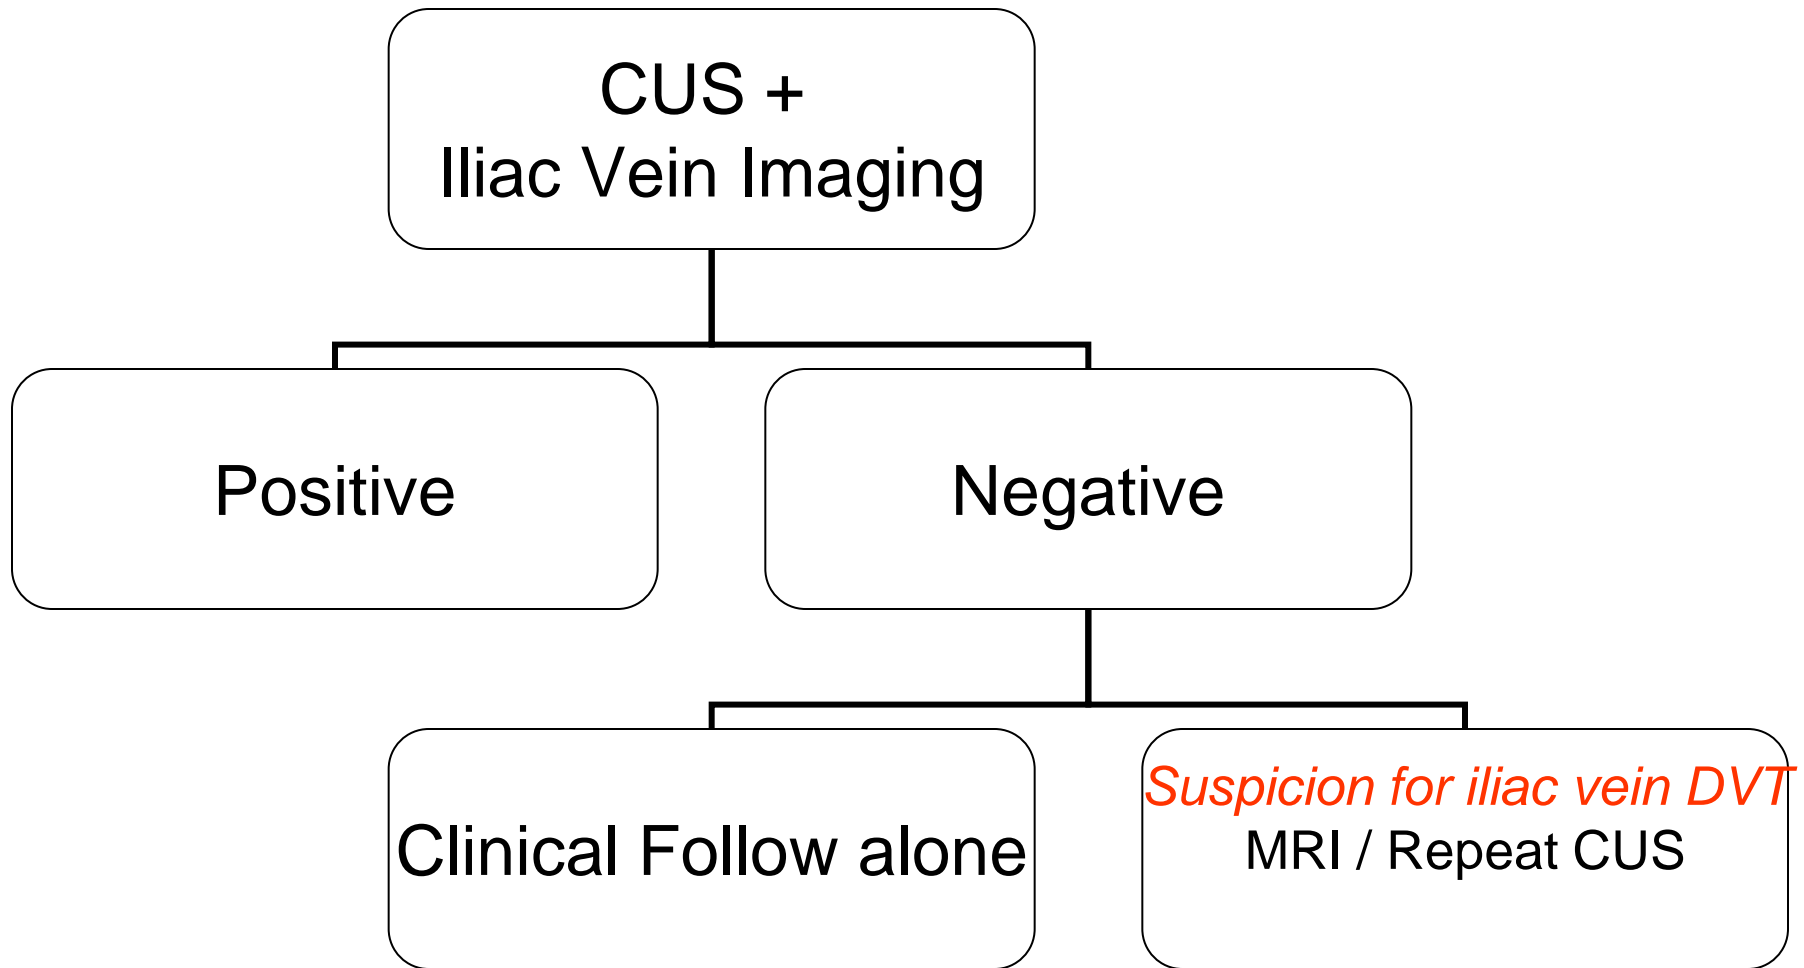 CUS +
Iliac Vein Imaging
Positive
Negative
Clinical Follow alone
Suspicion for iliac vein DVT
MRI / Repeat CUS